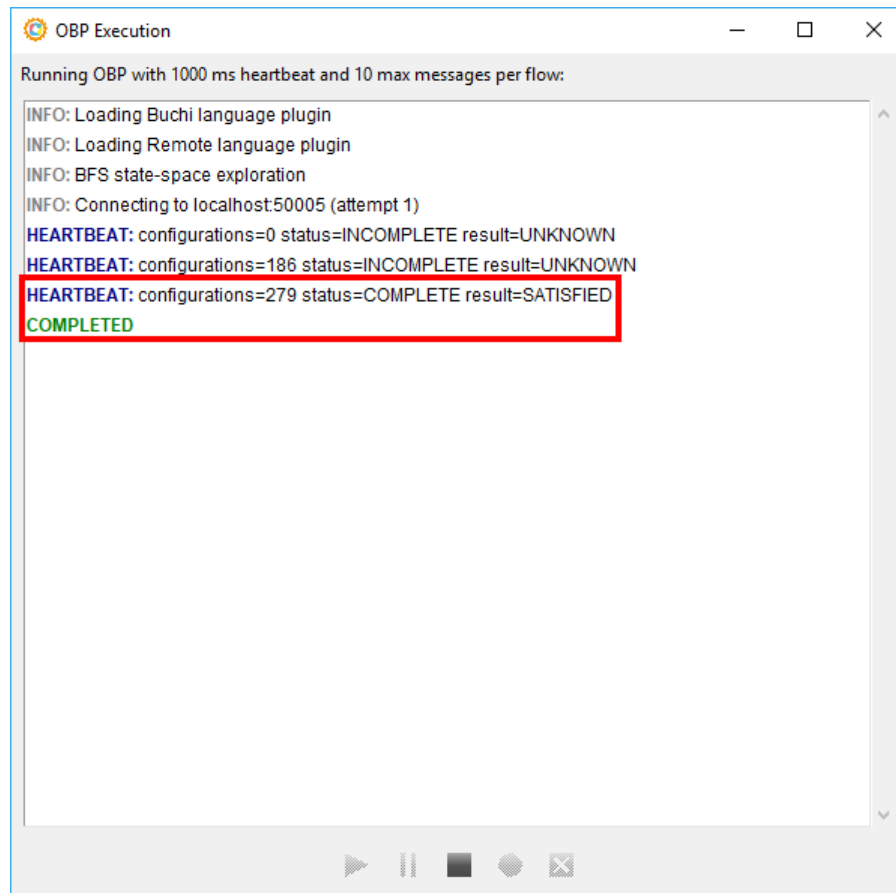 OBP Execution
Running OBP with 1000 ms heartbeat and 10 max messages per flow:
INFO: Loading Buchi language plugin
INFO: Loading Remote language plugin
INFO: BFS state-space exploration
INFO: Connecting to localhost:50005 (attempt 1)
HEARTBEAT: configurations=0 status=INCOMPLETE result=UNKNOWN
HEARTBEAT: configurations=186 status=INCOMPLETE result=UNKNOWN
HEARTBEAT: configurations=279 status=COMPLETE result=SATISFIED
COMPLETED